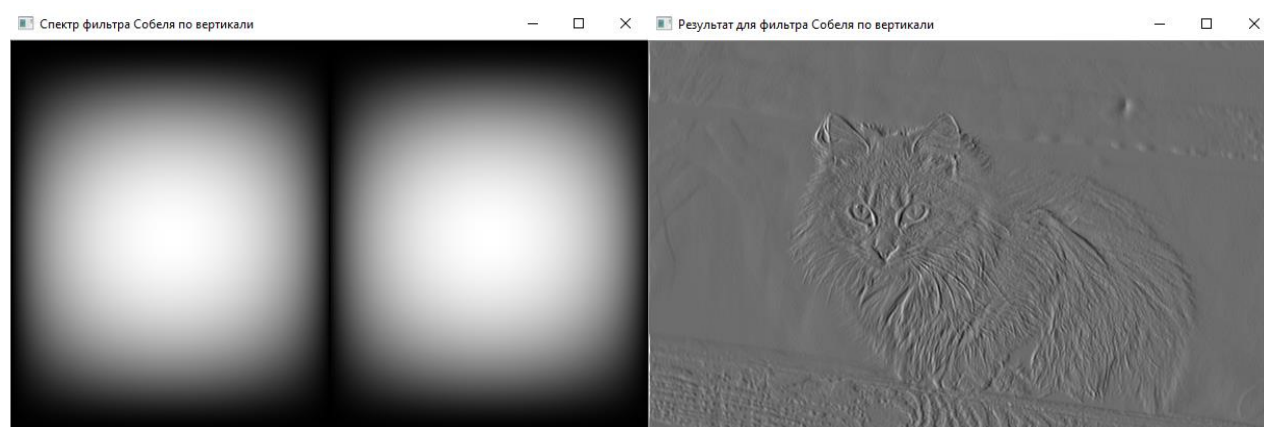 Спектр фильтра Собеля по вертикали
Результат для фильтра Собеля по вертикали